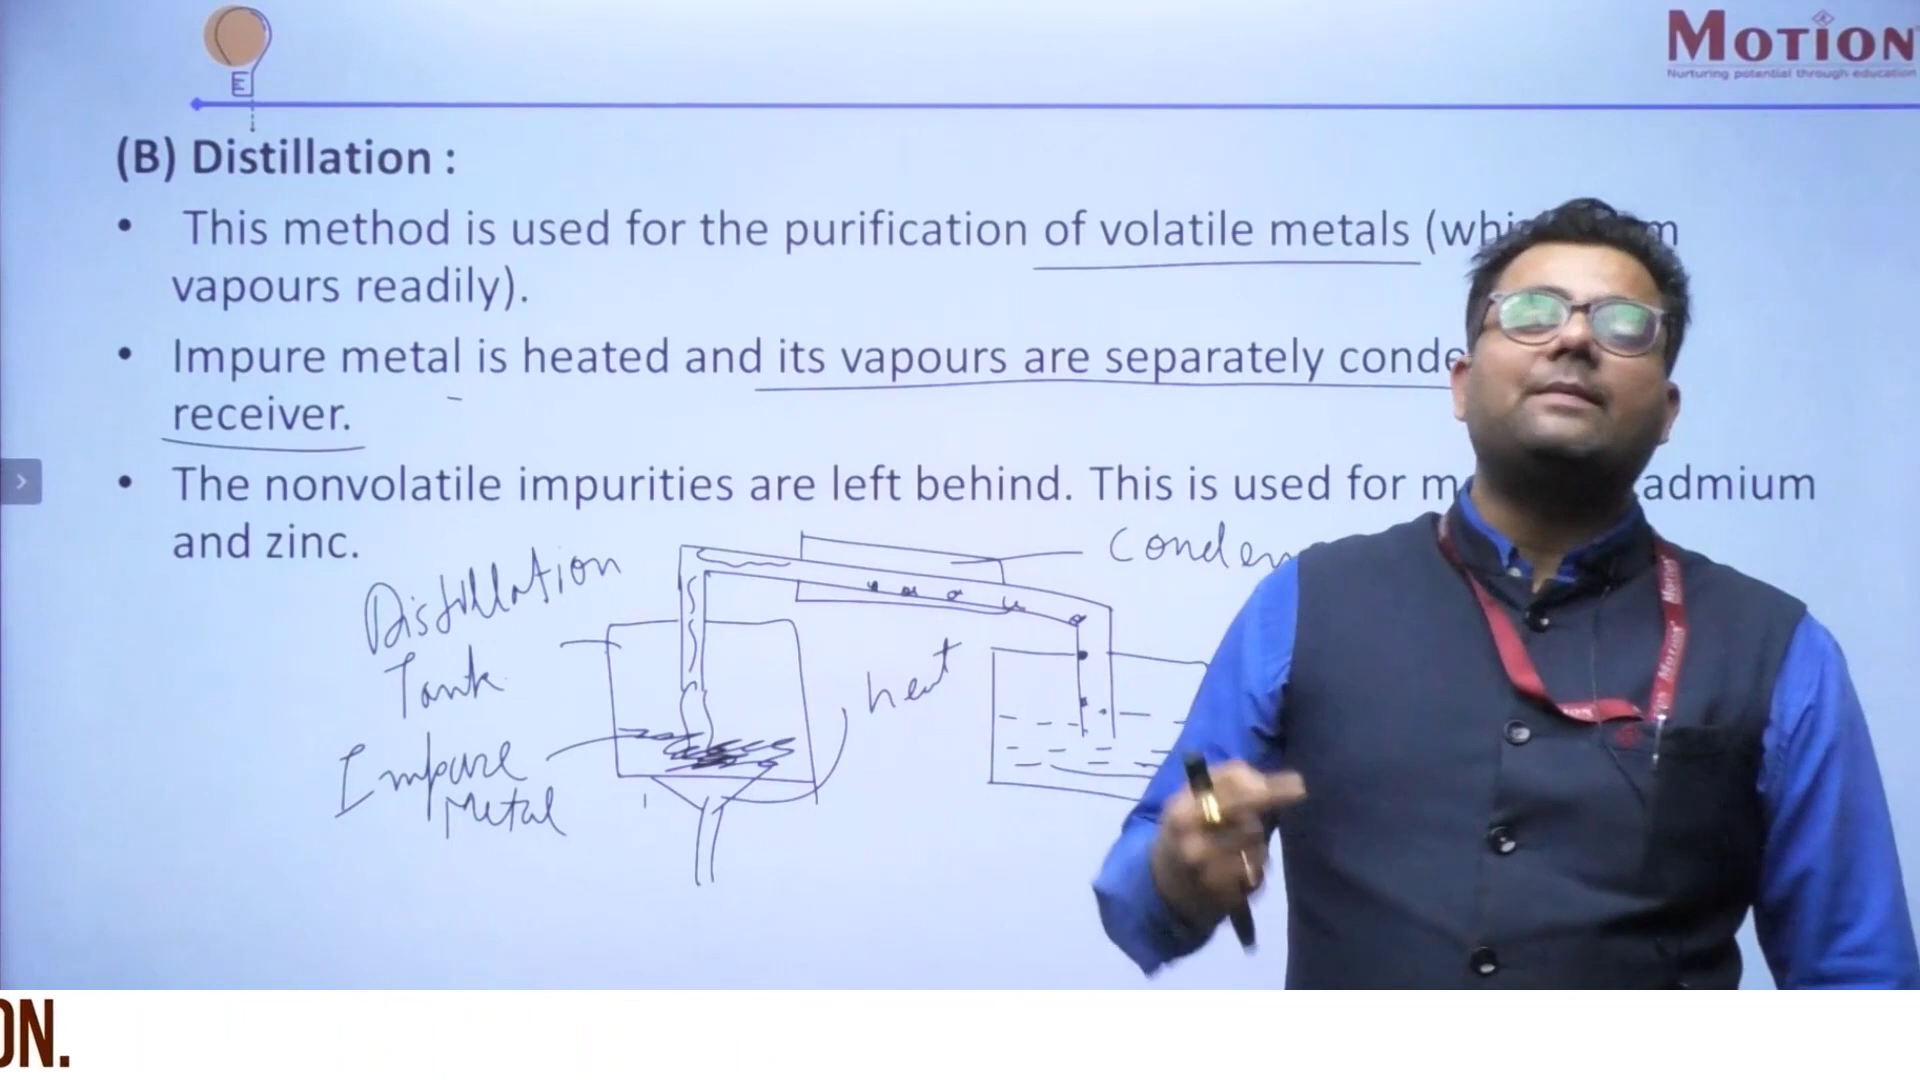 MOTION
Nurturing potential through education
(B) Distillation :
• This method is used for the purification of volatile metals (whi m
vapours readily).
• Impure metal is heated and its vapours are separately conde
receiver.
• The nonvolatile impurities are left behind. This is used for m admium
and zinc.
Distillation
Tank
Conden
heat
Impure
Metal
MOTION
ON.